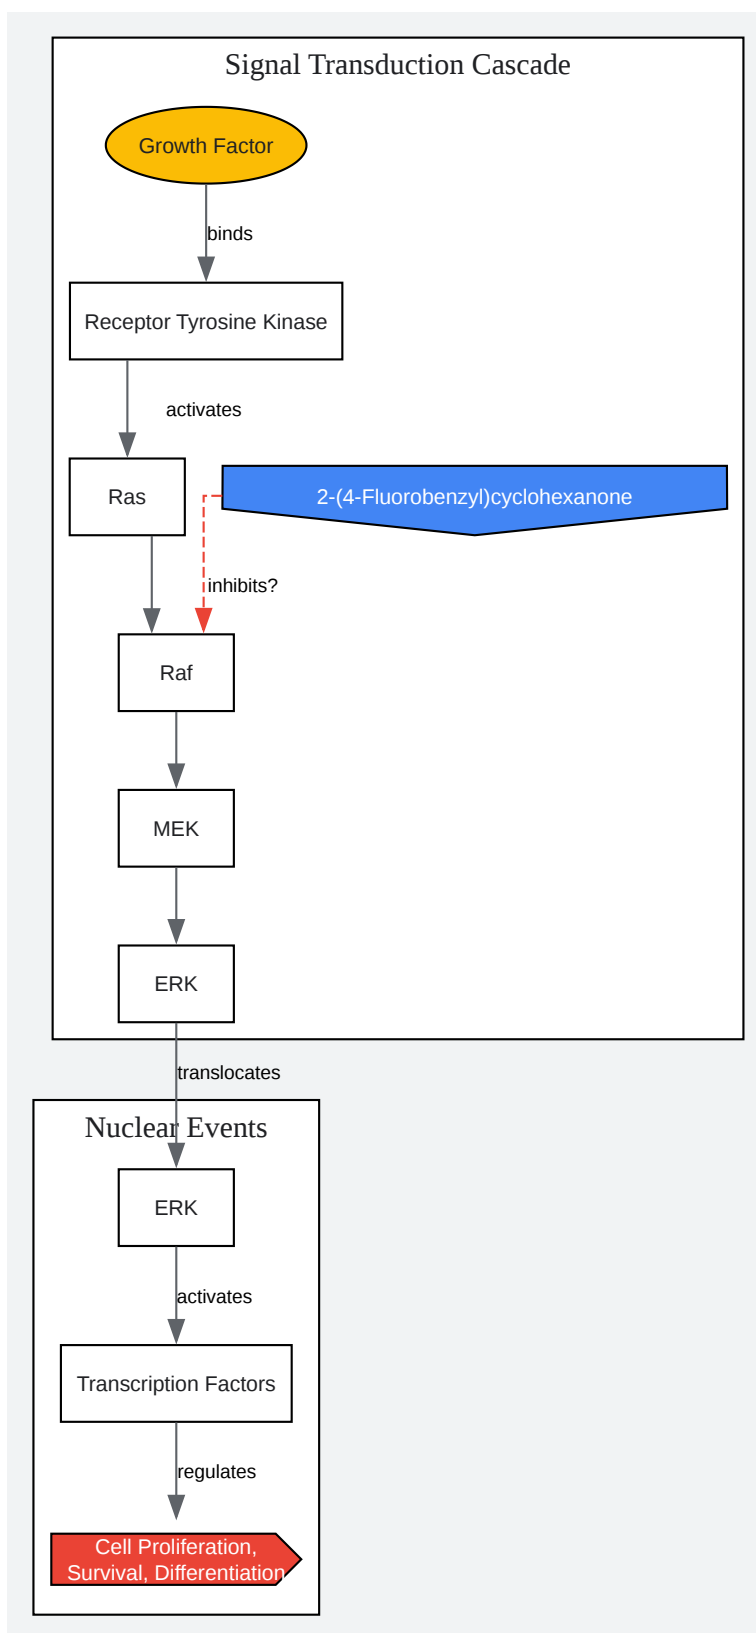 Signal Transduction Cascade
Growth Factor
binds
Receptor Tyrosine Kinase
activates
Ras
2-(4-Fluorobenzyl)cyclohexanone
inhibits?
Raf
MEK
ERK
translocates
Nuclear Events
ERK
activates
Transcription Factors
regulates
Cell Proliferation,
Survival, Differentiation